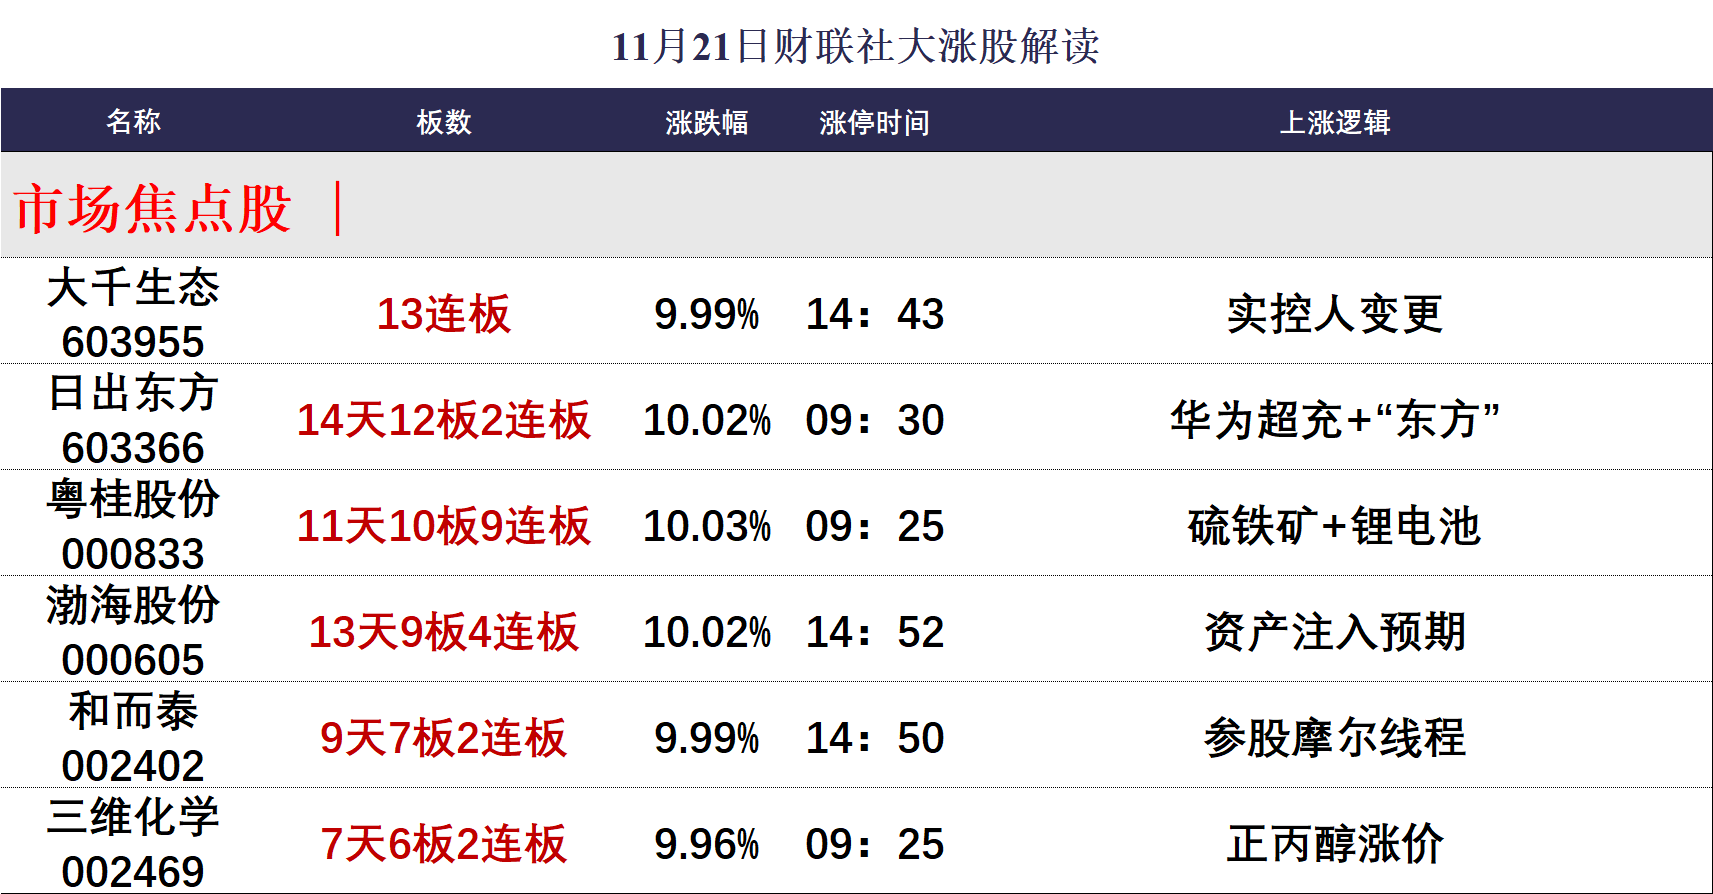 11月21日财联社大涨股解读
名称 板数 涨跌幅 涨停时间 上涨逻辑
市场焦点股 |
大千生态
603955 13连板 9.99% 14：43 实控人变更
日出东方
603366 14天12板2连板 10.02% 09：30 华为超充+“东方”
粤桂股份
000833 11天10板9连板 10.03% 09：25 硫铁矿+锂电池
渤海股份
000605 13天9板4连板 10.02% 14：52 资产注入预期
和而泰
002402 9天7板2连板 9.99% 14：50 参股摩尔线程
三维化学
002469 7天6板2连板 9.96% 09：25 正丙醇涨价